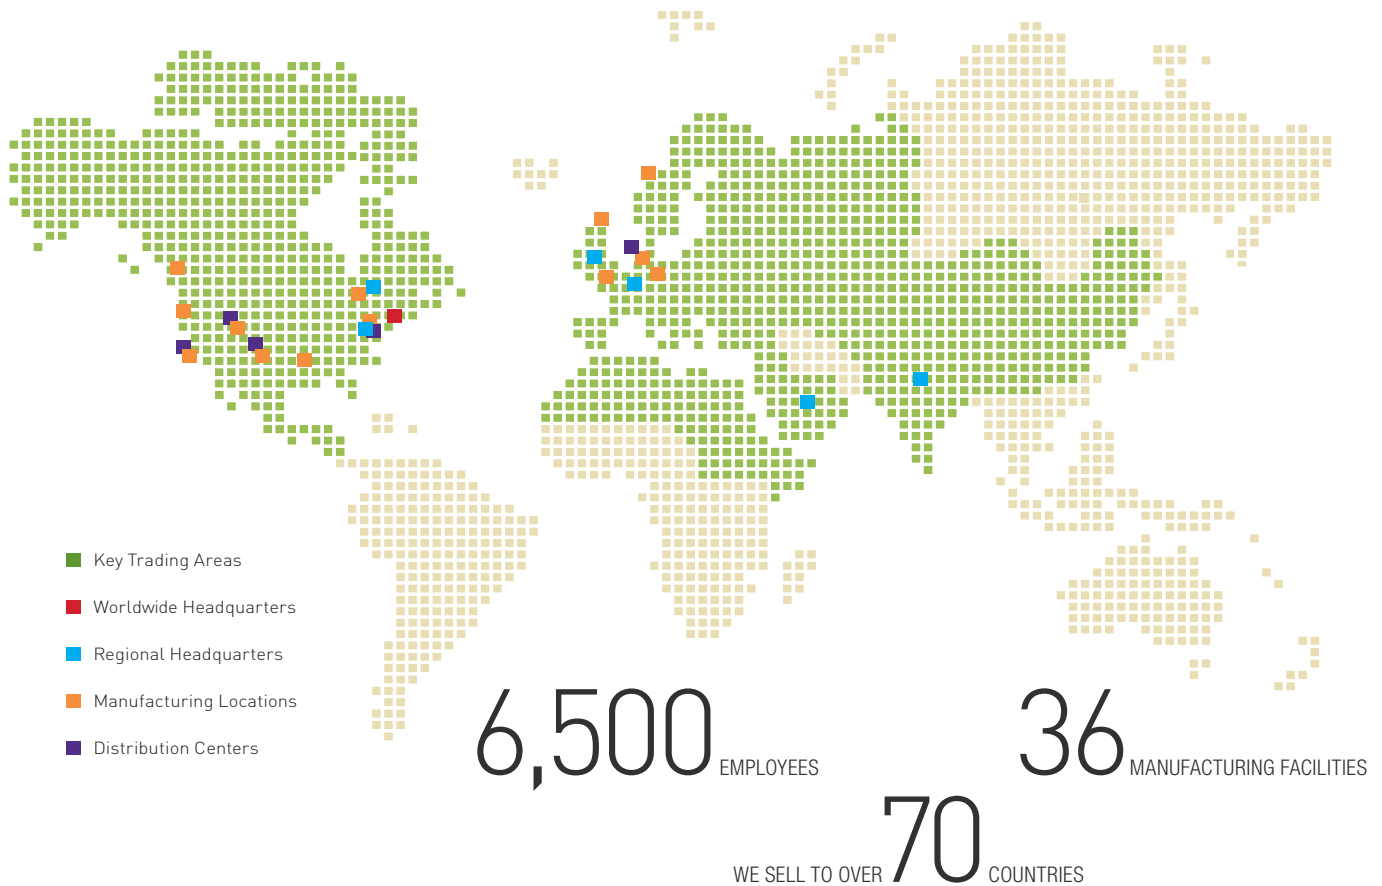 Key Trading Areas
Worldwide Headquarters
Regional Headquarters
Manufacturing Locations
Distribution Centers
6,500 EMPLOYEES
36 MANUFACTURING FACILITIES
WE SELL TO OVER 70 COUNTRIES